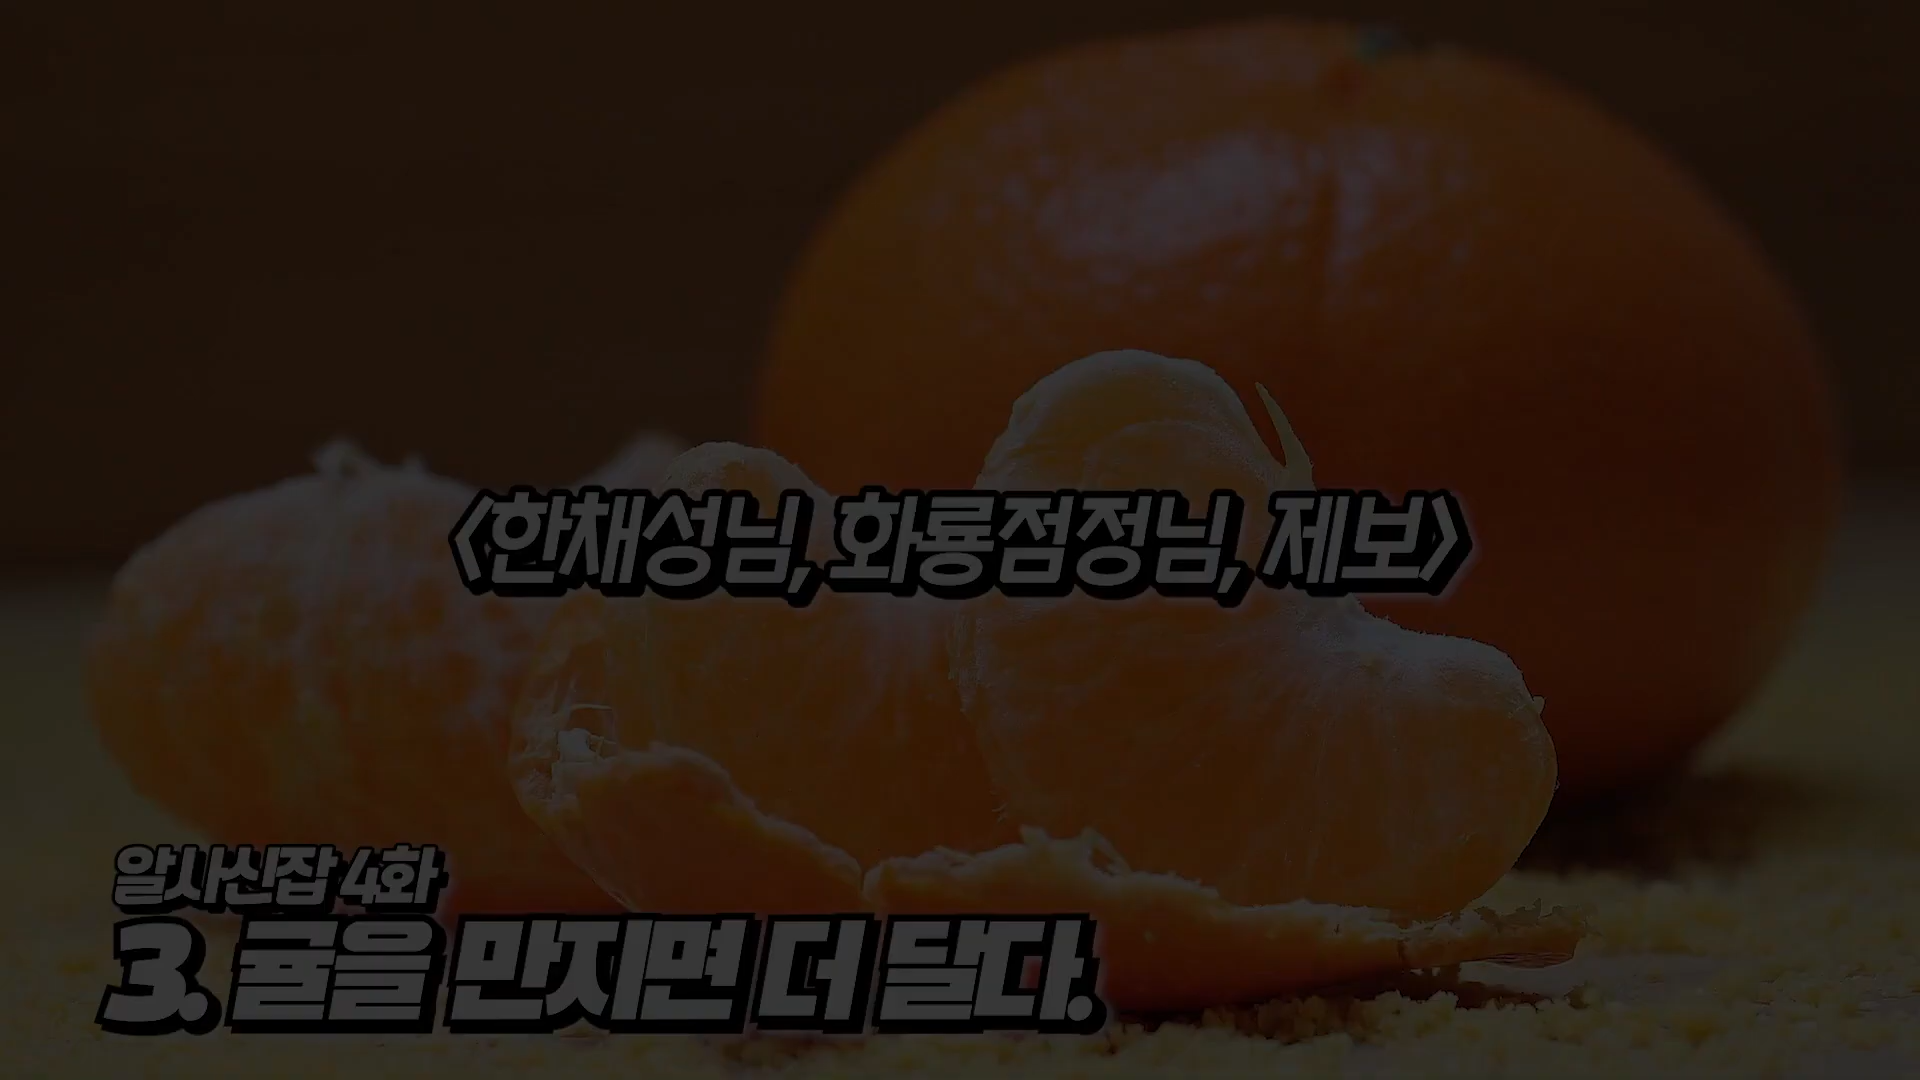 <한채성님, 화룡점정님, 제보>
알사신잡 4화
3. 귤을 만지면 더 달다.